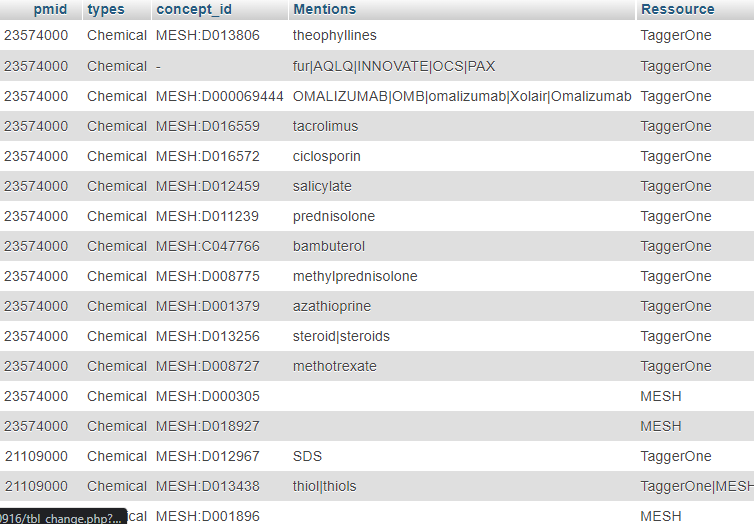 pmid types concept_id Mentions Ressource
23574000 Chemical MESH:D013806 theophyllines TaggerOne
23574000 Chemical - fur|AQLQ|INNOVATE|OCS|PAX TaggerOne
23574000 Chemical MESH:D000069444 OMALIZUMAB|OMB|omalizumab|Xolair|Omalizumab TaggerOne
23574000 Chemical MESH:D016559 tacrolimus TaggerOne
23574000 Chemical MESH:D016572 ciclosporin TaggerOne
23574000 Chemical MESH:D012459 salicylate TaggerOne
23574000 Chemical MESH:D011239 prednisolone TaggerOne
23574000 Chemical MESH:C047766 bambuterol TaggerOne
23574000 Chemical MESH:D008775 methylprednisolone TaggerOne
23574000 Chemical MESH:D001379 azathioprine TaggerOne
23574000 Chemical MESH:D013256 steroid|steroids TaggerOne
23574000 Chemical MESH:D008727 methotrexate TaggerOne
23574000 Chemical MESH:D000305 MESH
23574000 Chemical MESH:D018927 MESH
21109000 Chemical MESH:D012967 SDS TaggerOne
21109000 Chemical MESH:D013438 thiol|thiols TaggerOne|MESH
0916/tbl_change.php?... ical MESH:D001896 MESH